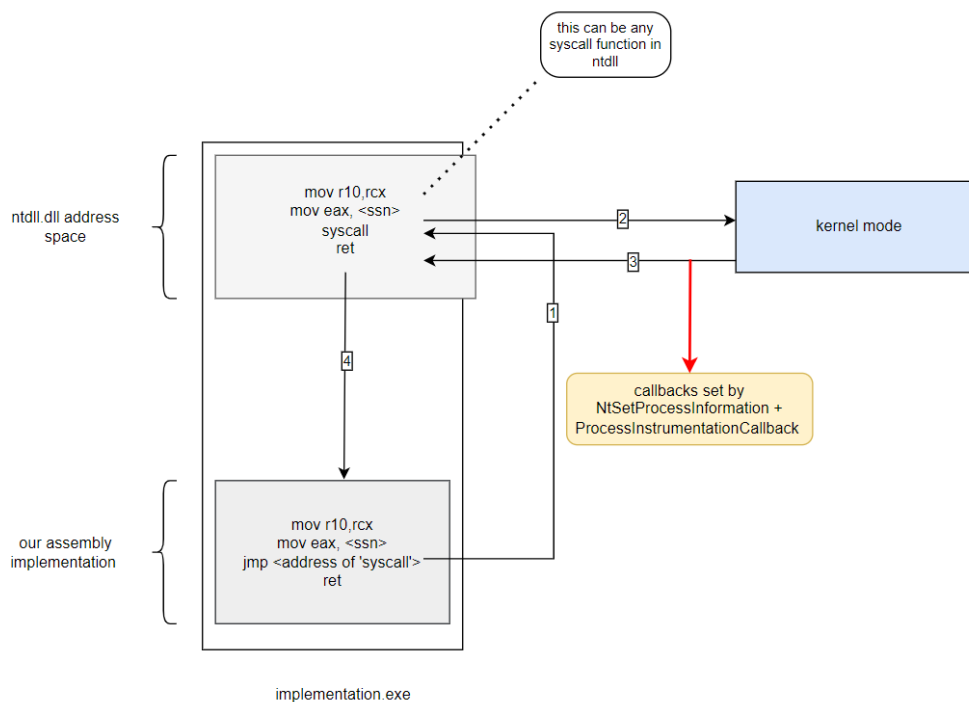 this can be any
syscall function in
ntdll
ntdll.dll address
space
mov r10,rcx
mov eax, <ssn>
syscall
ret
2
kernel mode
3
1
4
callbacks set by
NtSetProcessInformation +
ProcessInstrumentationCallback
our assembly
implementation
mov r10,rcx
mov eax, <ssn>
jmp <address of 'syscall'>
ret
implementation.exe